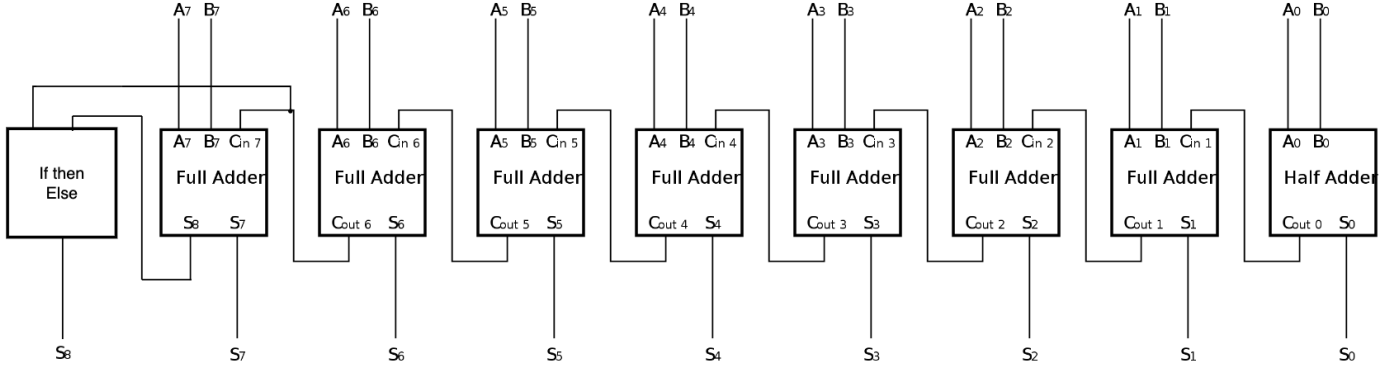 A7 B7 A6 B6 A5 B5 A4 B4 A3 B3 A2 B2 A1 B1 A0 B0
A7 B7 Cin 7 A6 B6 Cin 6 A5 B5 Cin 5 A4 B4 Cin 4 A3 B3 Cin 3 A2 B2 Cin 2 A1 B1 Cin 1 A0 B0
If then
Else
Full Adder Full Adder Full Adder Full Adder Full Adder Full Adder Full Adder Half Adder
S8 S7 Cout 6 S6 Cout 5 S5 Cout 4 S4 Cout 3 S3 Cout 2 S2 Cout 1 S1 Cout 0 S0
S8 S7 S6 S5 S4 S3 S2 S1 S0